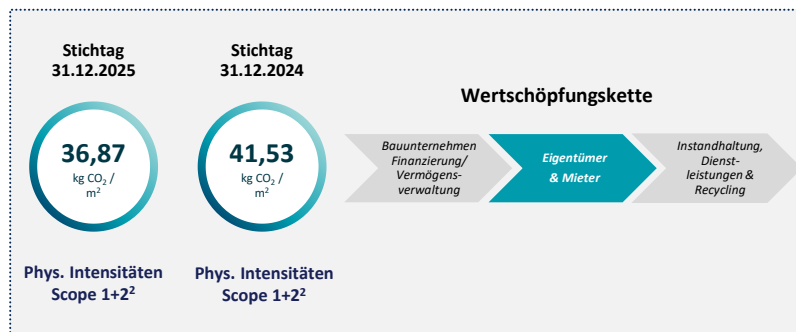 Stichtag
31.12.2025
36,87
kg CO₂ /
m²
Phys. Intensitäten
Scope 1+2²
Stichtag
31.12.2024
41,53
kg CO₂ /
m²
Phys. Intensitäten
Scope 1+2²
Wertschöpfungskette
Bauunternehmen
Finanzierung/
Vermögens-
verwaltung
Eigentümer
& Mieter
Instandhaltung,
Dienst-
leistungen &
Recycling